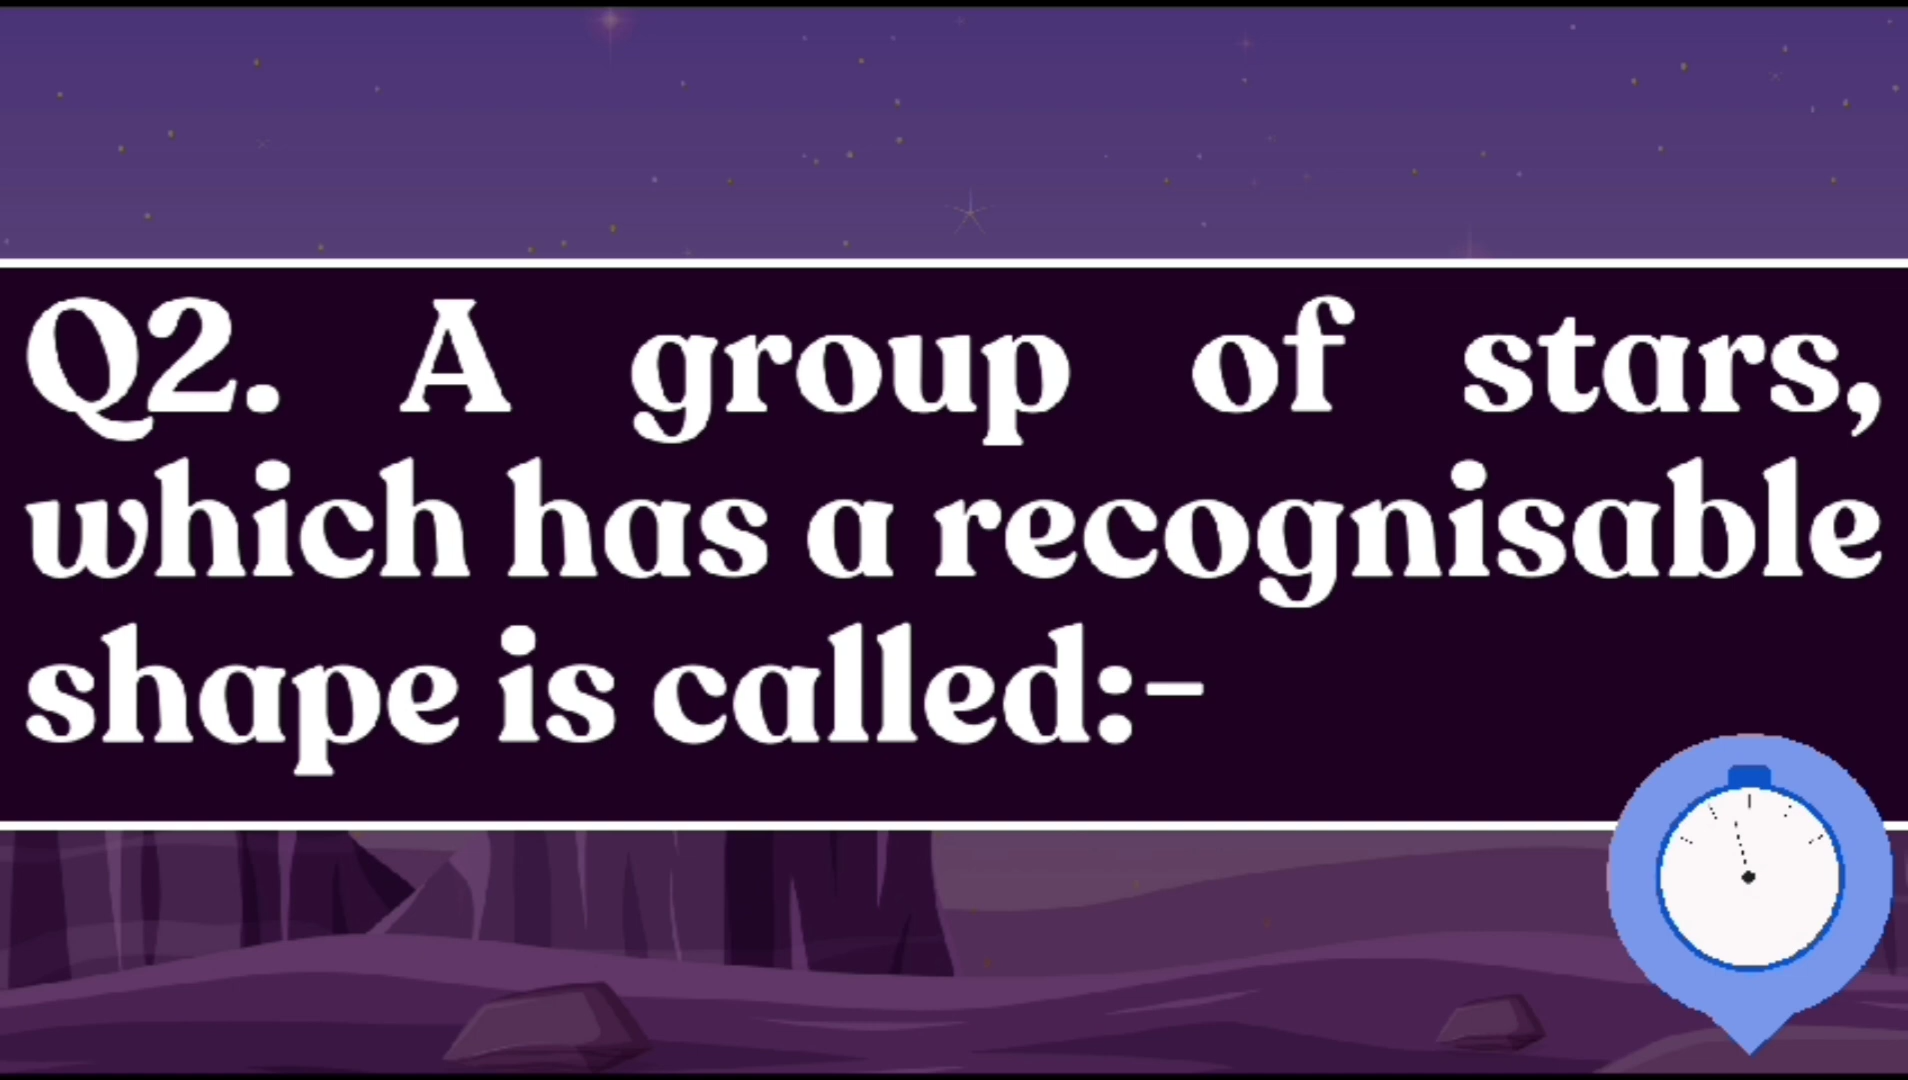 Q2. A group of stars,
which has a recognisable
shape is called:-